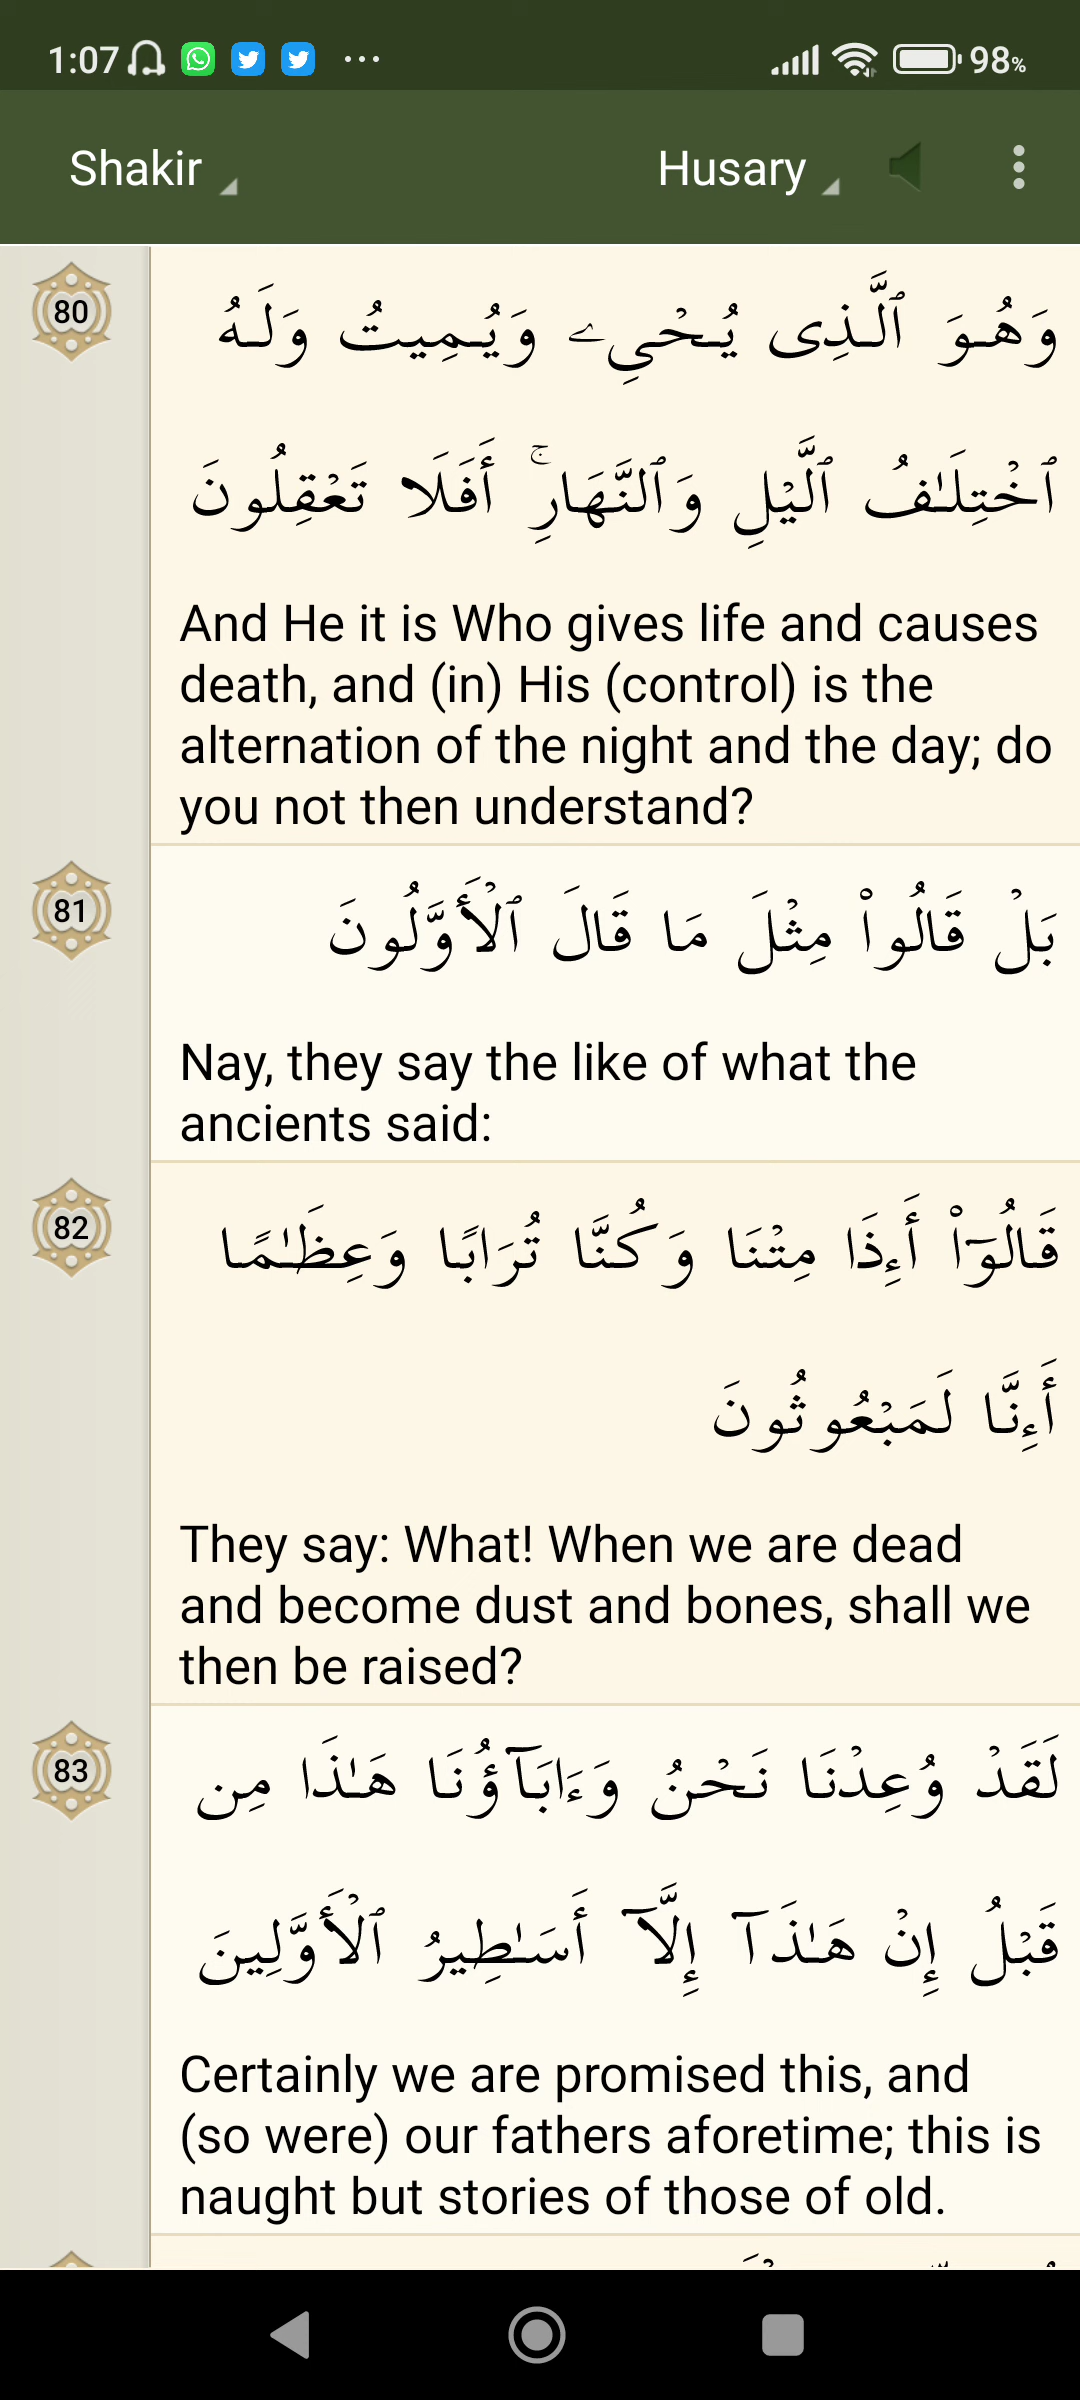 1:07
98%
Shakir
Husary
80
وَهُوَ ٱلَّذِى يُحْىِۦ وَيُمِيتُ وَلَهُ
ٱخْتِلَـٰفُ ٱلَّيْلِ وَٱلنَّهَارِ ۚ أَفَلَا تَعْقِلُونَ
And He it is Who gives life and causes
death, and (in) His (control) is the
alternation of the night and the day; do
you not then understand?
81
بَلْ قَالُوا۟ مِثْلَ مَا قَالَ ٱلْأَوَّلُونَ
Nay, they say the like of what the
ancients said:
82
قَالُوٓا۟ أَءِذَا مِتْنَا وَكُنَّا تُرَابًا وَعِظَـٰمًا
أَءِنَّا لَمَبْعُوثُونَ
They say: What! When we are dead
and become dust and bones, shall we
then be raised?
83
لَقَدْ وُعِدْنَا نَحْنُ وَءَابَآؤُنَا هَـٰذَا مِن
قَبْلُ إِنْ هَـٰذَآ إِلَّآ أَسَـٰطِيرُ ٱلْأَوَّلِينَ
Certainly we are promised this, and
(so were) our fathers aforetime; this is
naught but stories of those of old.